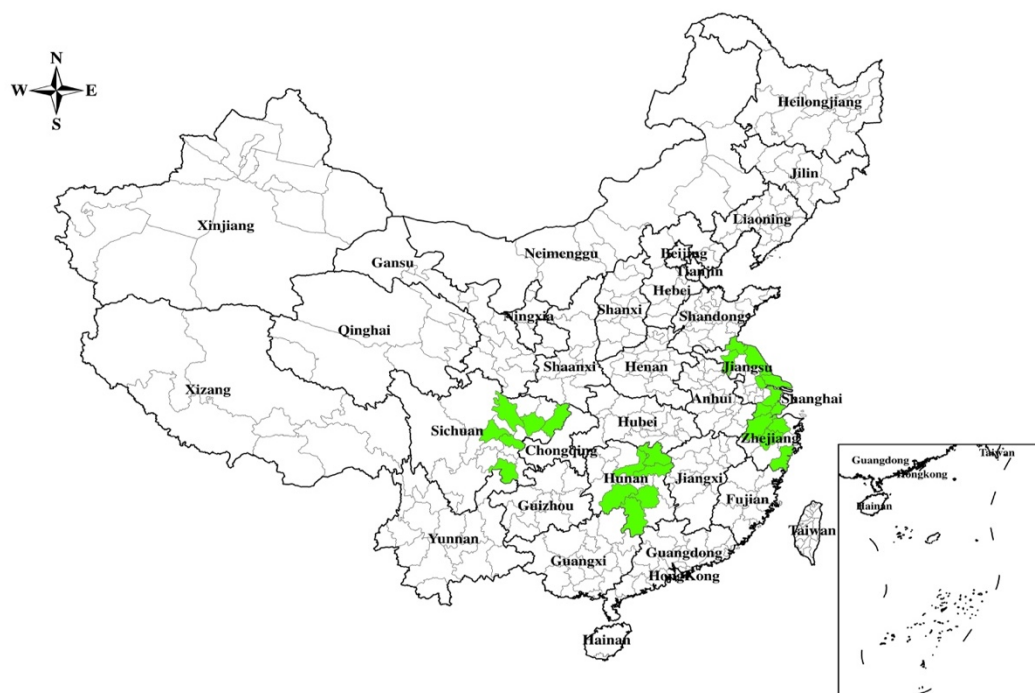 N
W E
S
Heilongjiang
Jilin
Liaoning
Xinjiang
Neimenggu
Beijing
Gansu
Tianjin
Hebei
Ningxia
Shanxi
Shandong
Qinghai
Shaanxi
Henan
Jiangsu
Xizang
Anhui
Shanghai
Sichuan
Hubei
Zhejiang
Chongqing
Hunan
Jiangxi
Guizhou
Fujian
Yunnan
Taiwan
Guangdong
Guangxi
HongKong
Hainan
Taiwan
Guangdong
Hongkong
Hainan